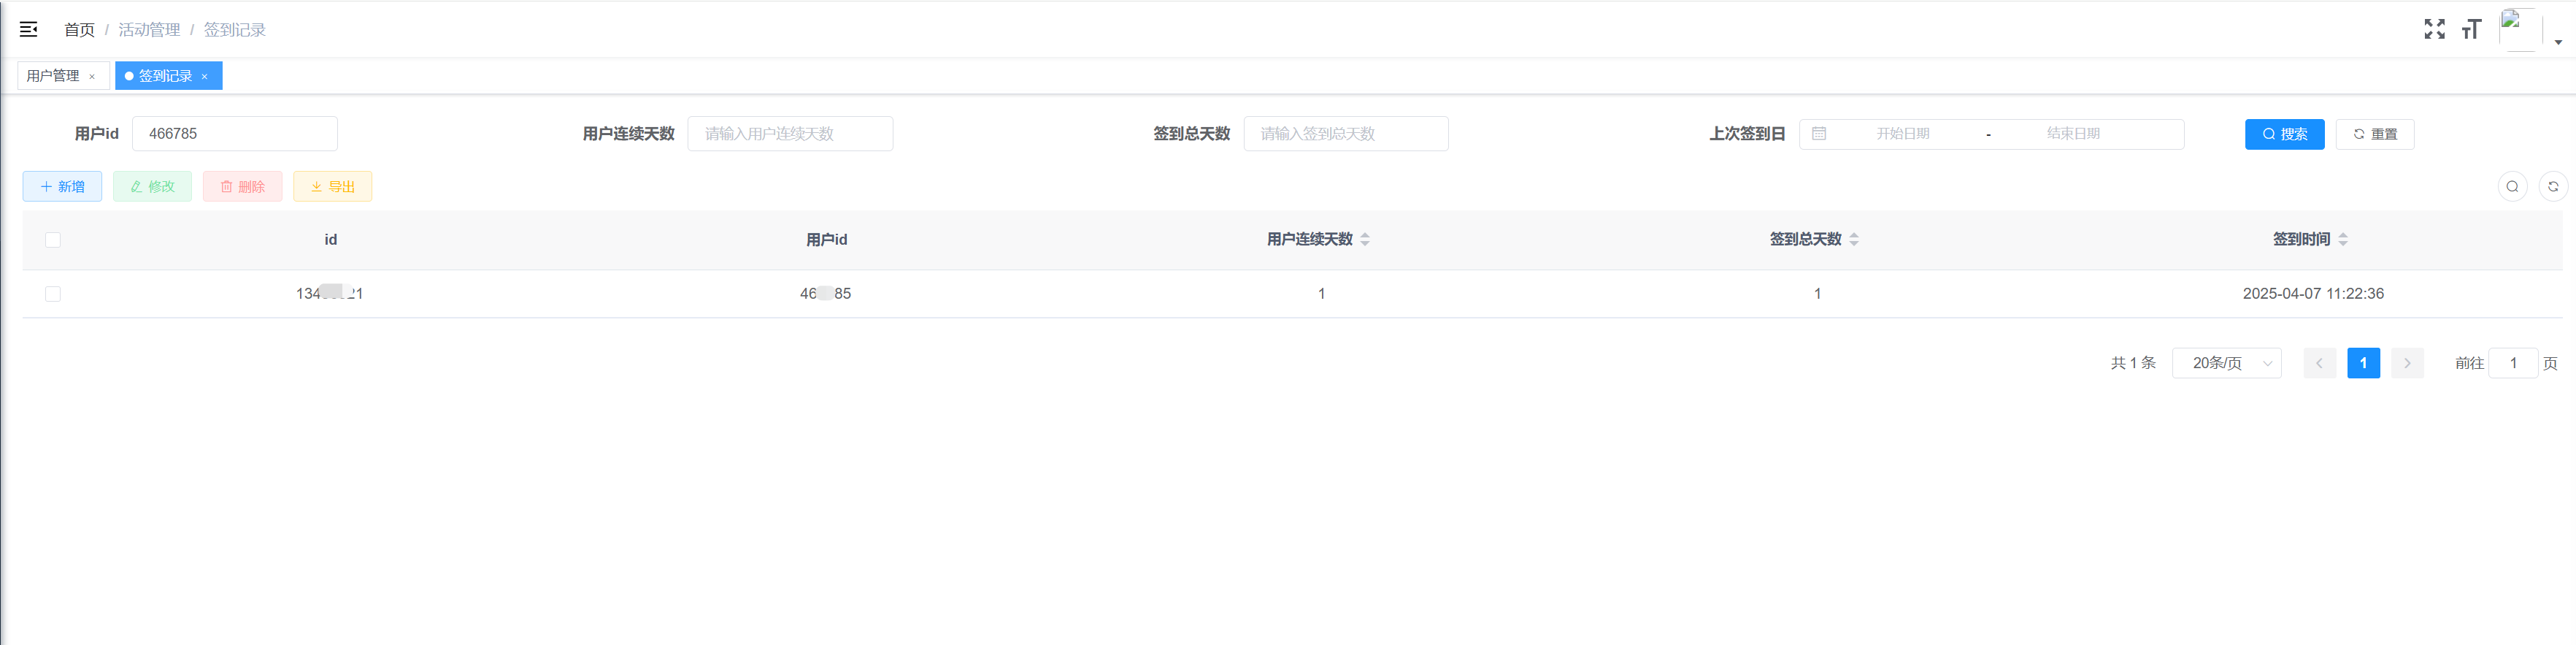 首页 / 活动管理 / 签到记录
用户管理 × 签到记录 ×
用户id 466785 用户连续天数 请输入用户连续天数 签到总天数 请输入签到总天数 上次签到日 开始日期 - 结束日期 搜索 重置
新增 修改 删除 导出
id 用户id 用户连续天数 签到总天数 签到时间
134 21 46 85 1 1 2025-04-07 11:22:36
共 1 条 20条/页 1 前往 1 页